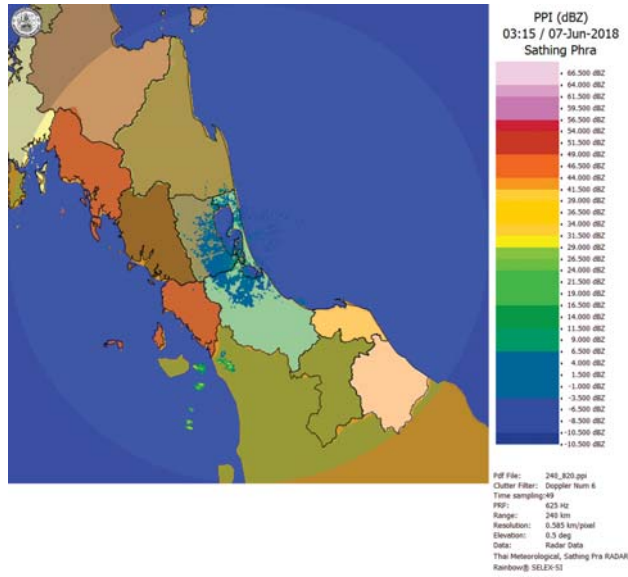 PPI (dBZ)
03:15 / 07-Jun-2018
Sathing Phra
66.500 dBZ
64.000 dBZ
61.500 dBZ
59.500 dBZ
56.500 dBZ
54.000 dBZ
51.500 dBZ
49.000 dBZ
46.500 dBZ
44.000 dBZ
41.500 dBZ
39.000 dBZ
36.500 dBZ
34.000 dBZ
31.500 dBZ
29.000 dBZ
26.500 dBZ
24.000 dBZ
21.500 dBZ
19.000 dBZ
16.500 dBZ
14.000 dBZ
11.500 dBZ
9.000 dBZ
6.500 dBZ
4.000 dBZ
1.500 dBZ
-1.000 dBZ
-3.500 dBZ
-6.500 dBZ
-8.500 dBZ
-10.500 dBZ
-10.500 dBZ
Pdf File: 240_820.ppi
Clutter Filter: Doppler Num 6
Time sampling:49
PRF: 625 Hz
Range: 240 km
Resolution: 0.585 km/pixel
Elevation: 0.5 deg
Data: Radar Data
Thai Meteorological, Sathing Pra RADAR
Rainbow® SELEX-SI